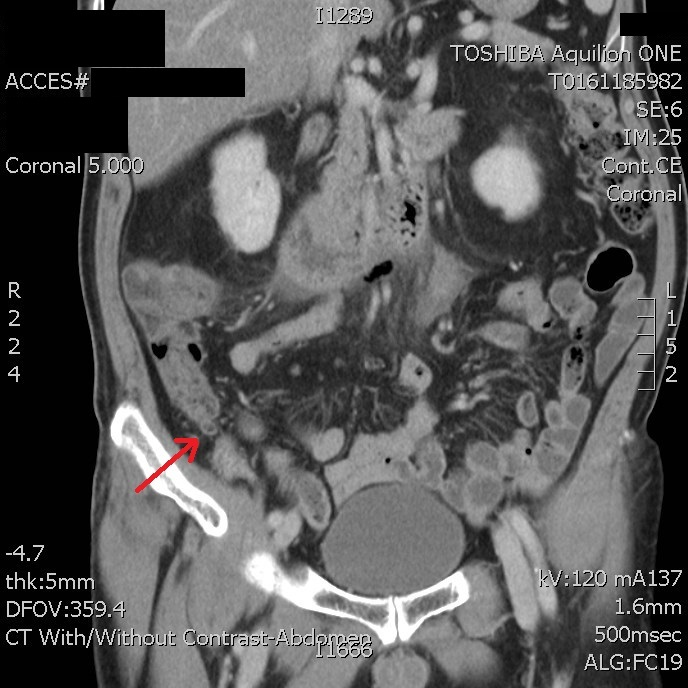 I1289
TOSHIBA Aquilion ONE
ACCES#
T0161185982
SE:6
IM:25
Coronal 5.000
Cont.CE
Coronal
R
2
2
4
L
1
5
2
-4.7
thk:5mm
DFOV:359.4
CT With/Without Contrast-Abdomen
I1666
kV:120 mA137
1.6mm
500msec
ALG:FC19